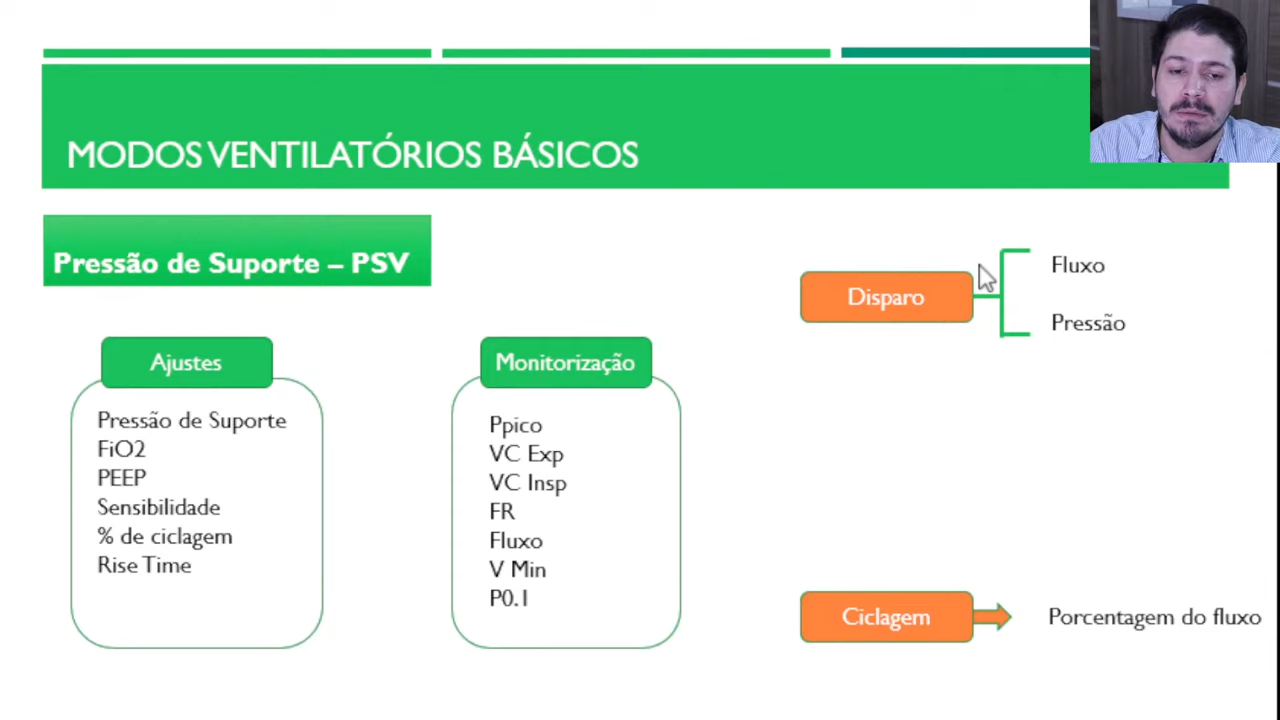 MODOS VENTILATÓRIOS BÁSICOS
Pressão de Suporte – PSV
Ajustes
Pressão de Suporte
FiO2
PEEP
Sensibilidade
% de ciclagem
Rise Time
Monitorização
Ppico
VC Exp
VC Insp
FR
Fluxo
V Min
P0.1
Disparo
Fluxo
Pressão
Ciclagem
Porcentagem do fluxo